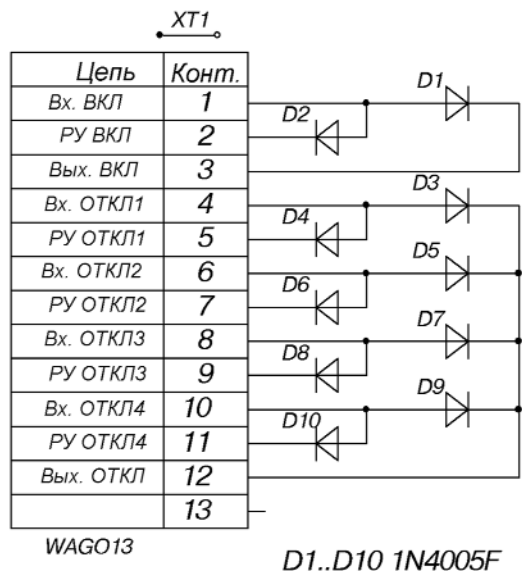 XT1
Цепь Конт.
D1
Вх. ВКЛ 1
D2
РУ ВКЛ 2
Вых. ВКЛ 3
D3
Вх. ОТКЛ1 4
D4
РУ ОТКЛ1 5
D5
Вх. ОТКЛ2 6
D6
РУ ОТКЛ2 7
D7
Вх. ОТКЛ3 8
D8
РУ ОТКЛ3 9
D9
Вх. ОТКЛ4 10
D10
РУ ОТКЛ4 11
Вых. ОТКЛ 12
13
WAGO13
D1..D10 1N4005F